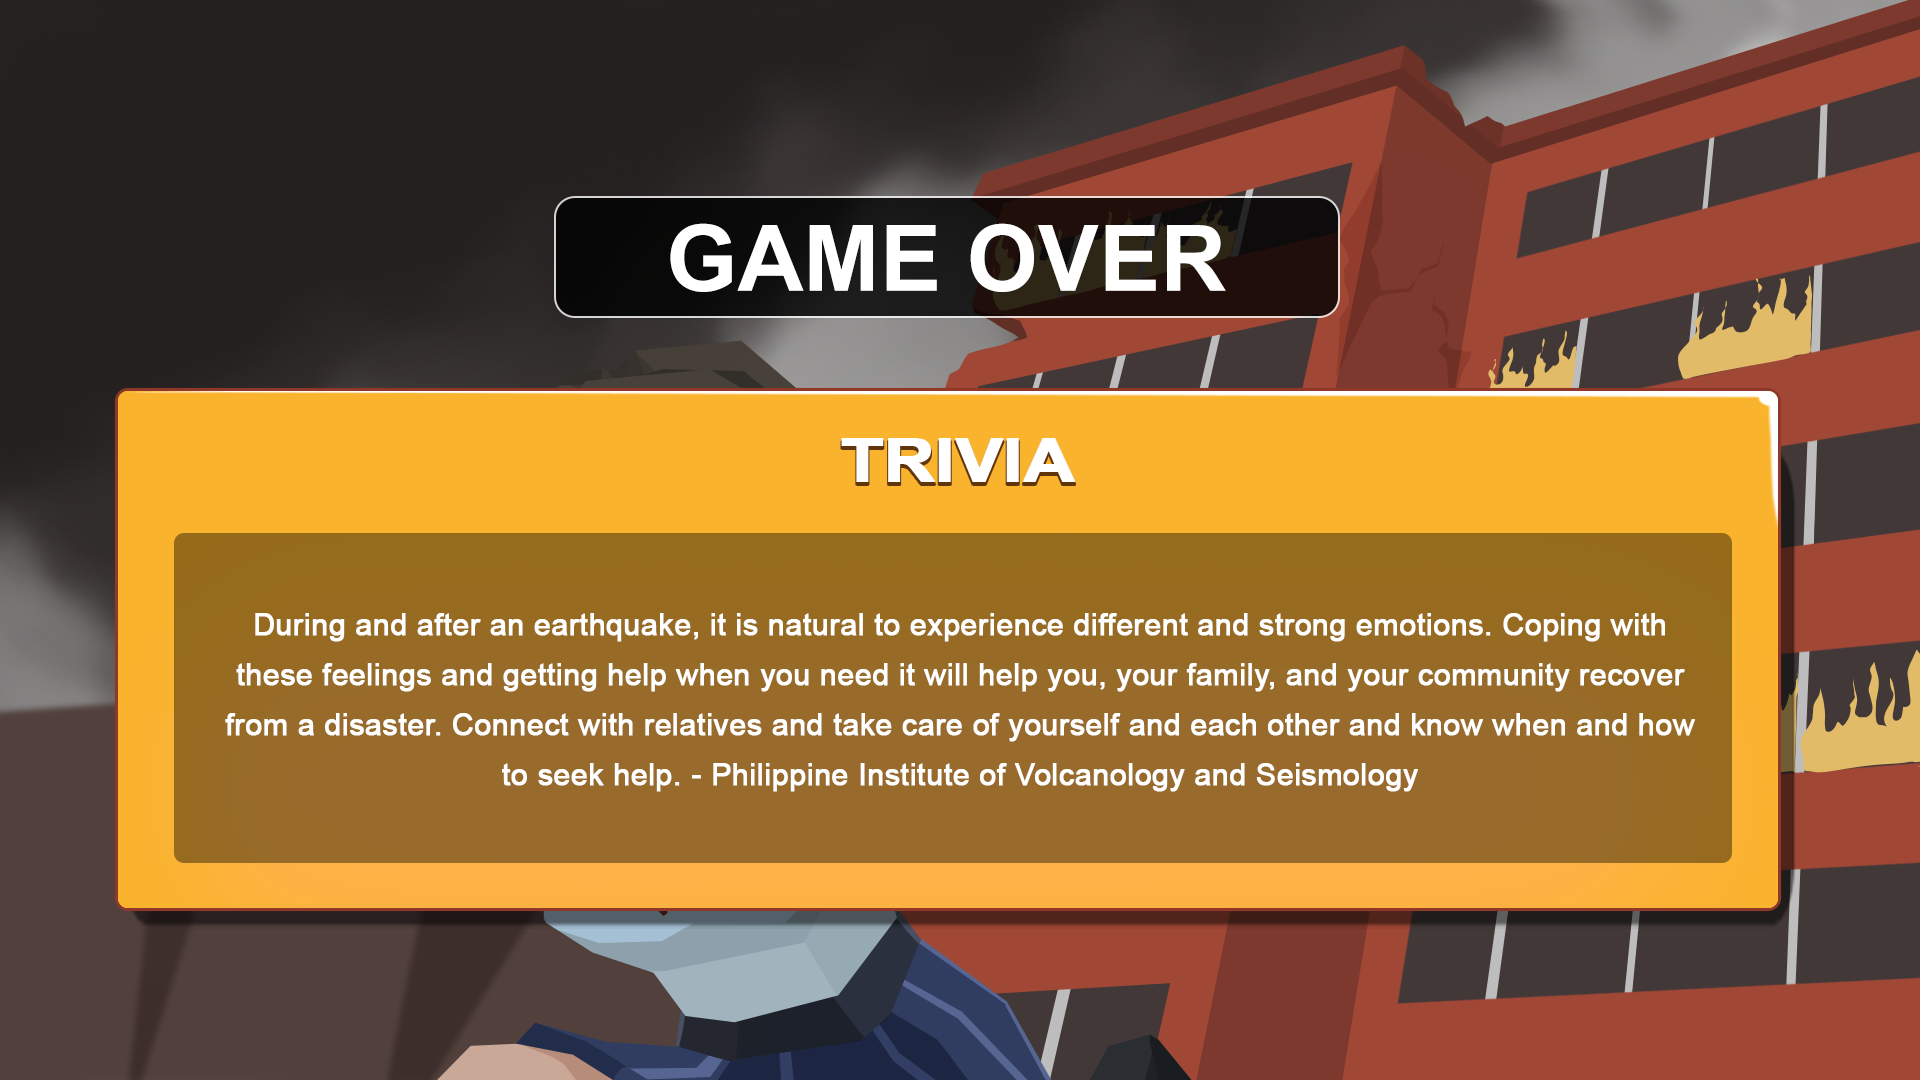 GAME OVER
TRIVIA
During and after an earthquake, it is natural to experience different and strong emotions. Coping with
these feelings and getting help when you need it will help you, your family, and your community recover
from a disaster. Connect with relatives and take care of yourself and each other and know when and how
to seek help. - Philippine Institute of Volcanology and Seismology